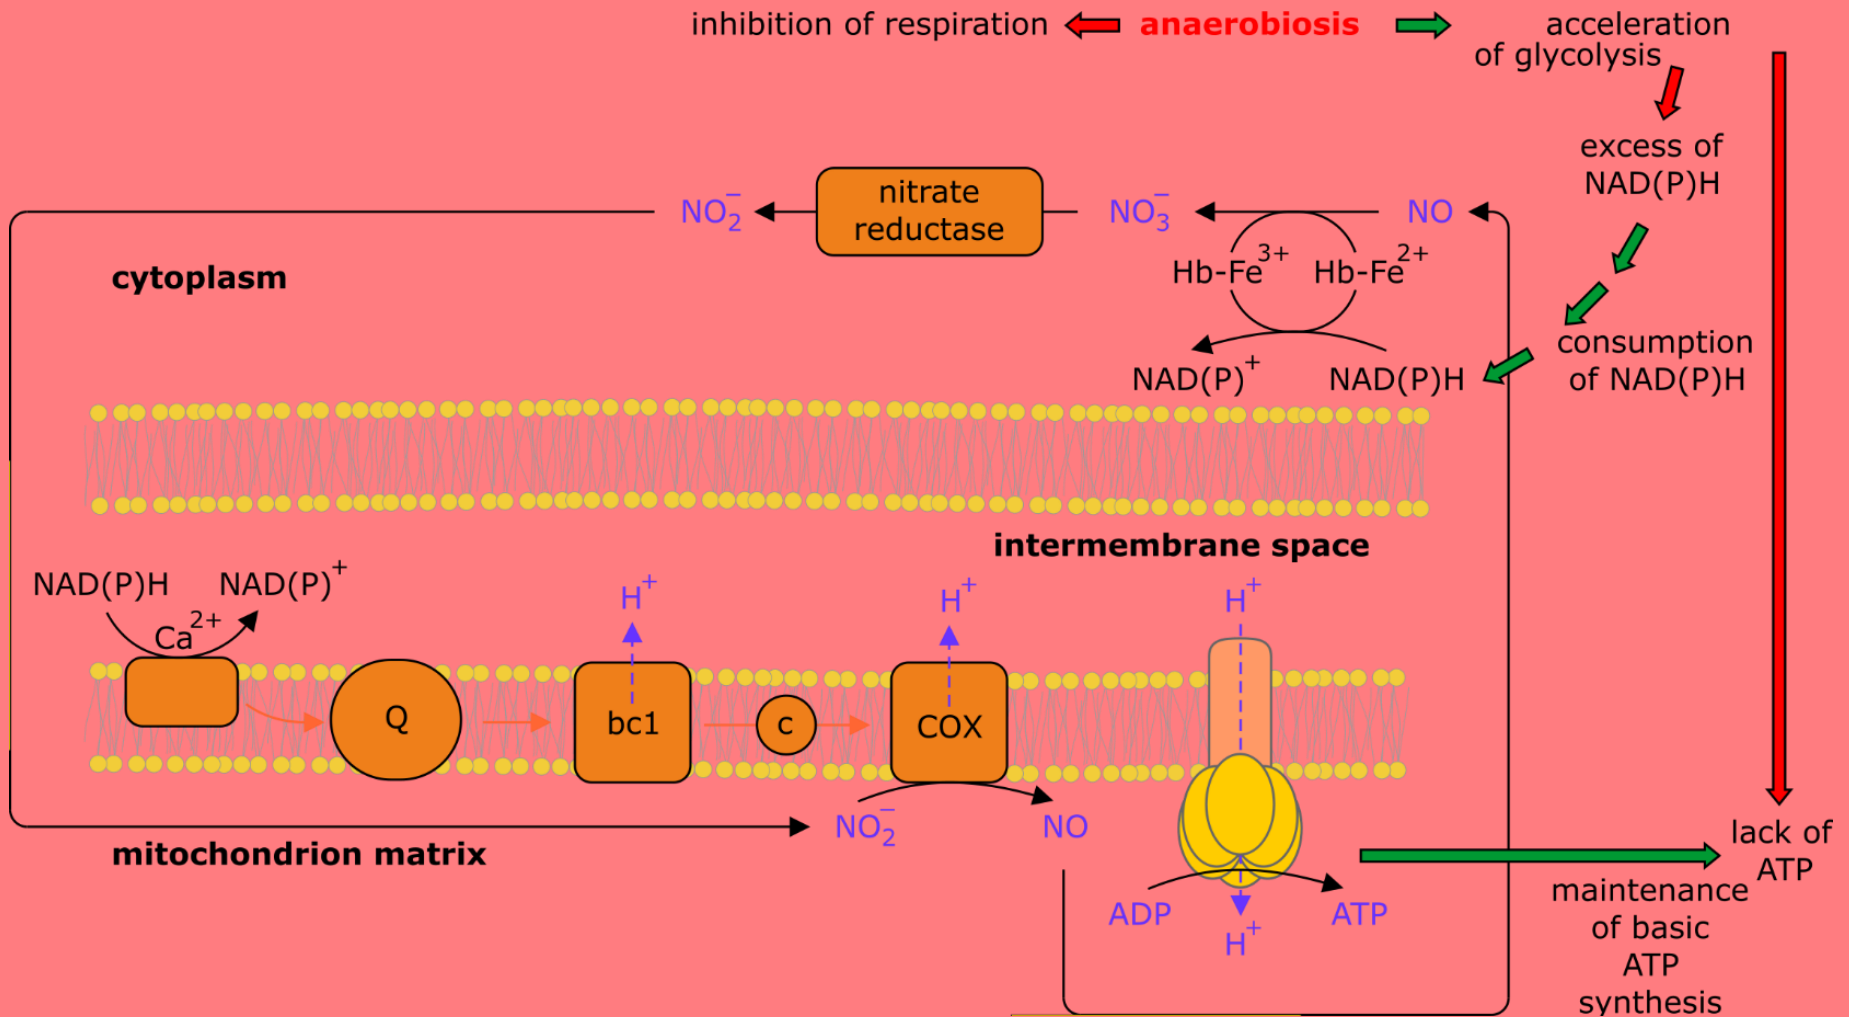 inhibition of respiration
anaerobiosis
acceleration
of glycolysis
excess of
NAD(P)H
consumption
of NAD(P)H
NO₂⁻
nitrate
reductase
NO₃⁻
NO
Hb-Fe³⁺
Hb-Fe²⁺
NAD(P)⁺
NAD(P)H
cytoplasm
intermembrane space
NAD(P)H
NAD(P)⁺
Ca²⁺
H⁺
H⁺
H⁺
Q
bc1
c
COX
NO₂⁻
NO
mitochondrion matrix
ADP
ATP
H⁺
lack of
ATP
maintenance
of basic
ATP
synthesis